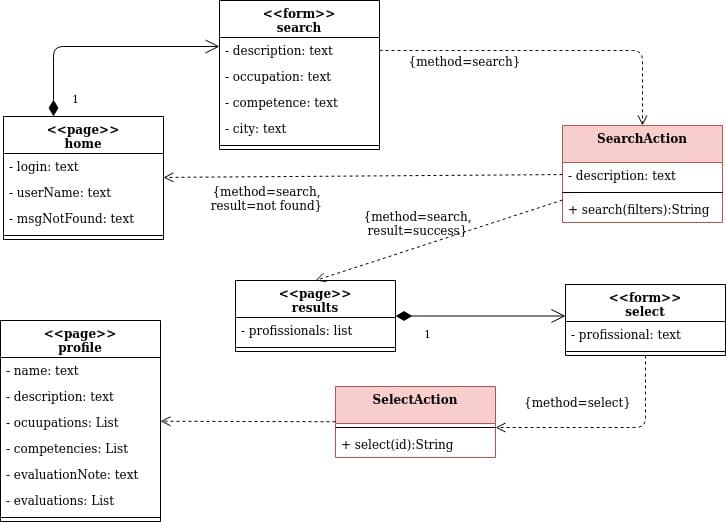 <<form>>
search
- description: text
- occupation: text
- competence: text
- city: text
{method=search}
1
<<page>>
home
- login: text
- userName: text
- msgNotFound: text
SearchAction
- description: text
+ search(filters):String
{method=search,
result=not found}
{method=search,
result=success}
<<page>>
results
- profissionals: list
1
<<form>>
select
- profissional: text
<<page>>
profile
- name: text
- description: text
- ocuupations: List
- competencies: List
- evaluationNote: text
- evaluations: List
SelectAction
+ select(id):String
{method=select}